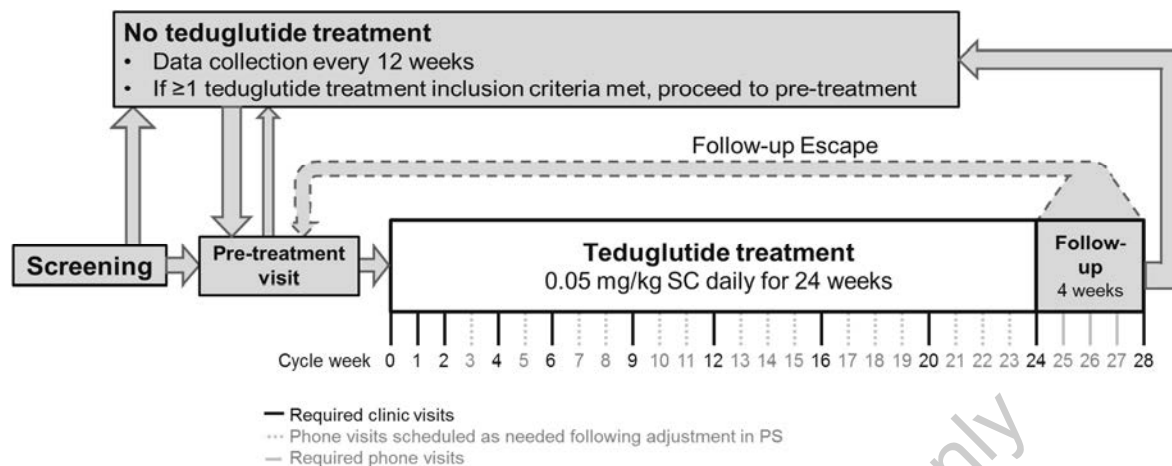 No teduglutide treatment
• Data collection every 12 weeks
• If ≥1 teduglutide treatment inclusion criteria met, proceed to pre-treatment
Follow-up Escape
Screening
Pre-treatment
visit
Teduglutide treatment
0.05 mg/kg SC daily for 24 weeks
Follow-
up
4 weeks
Cycle week 0 1 2 3 4 5 6 7 8 9 10 11 12 13 14 15 16 17 18 19 20 21 22 23 24 25 26 27 28
Required clinic visits
Phone visits scheduled as needed following adjustment in PS
Required phone visits
only